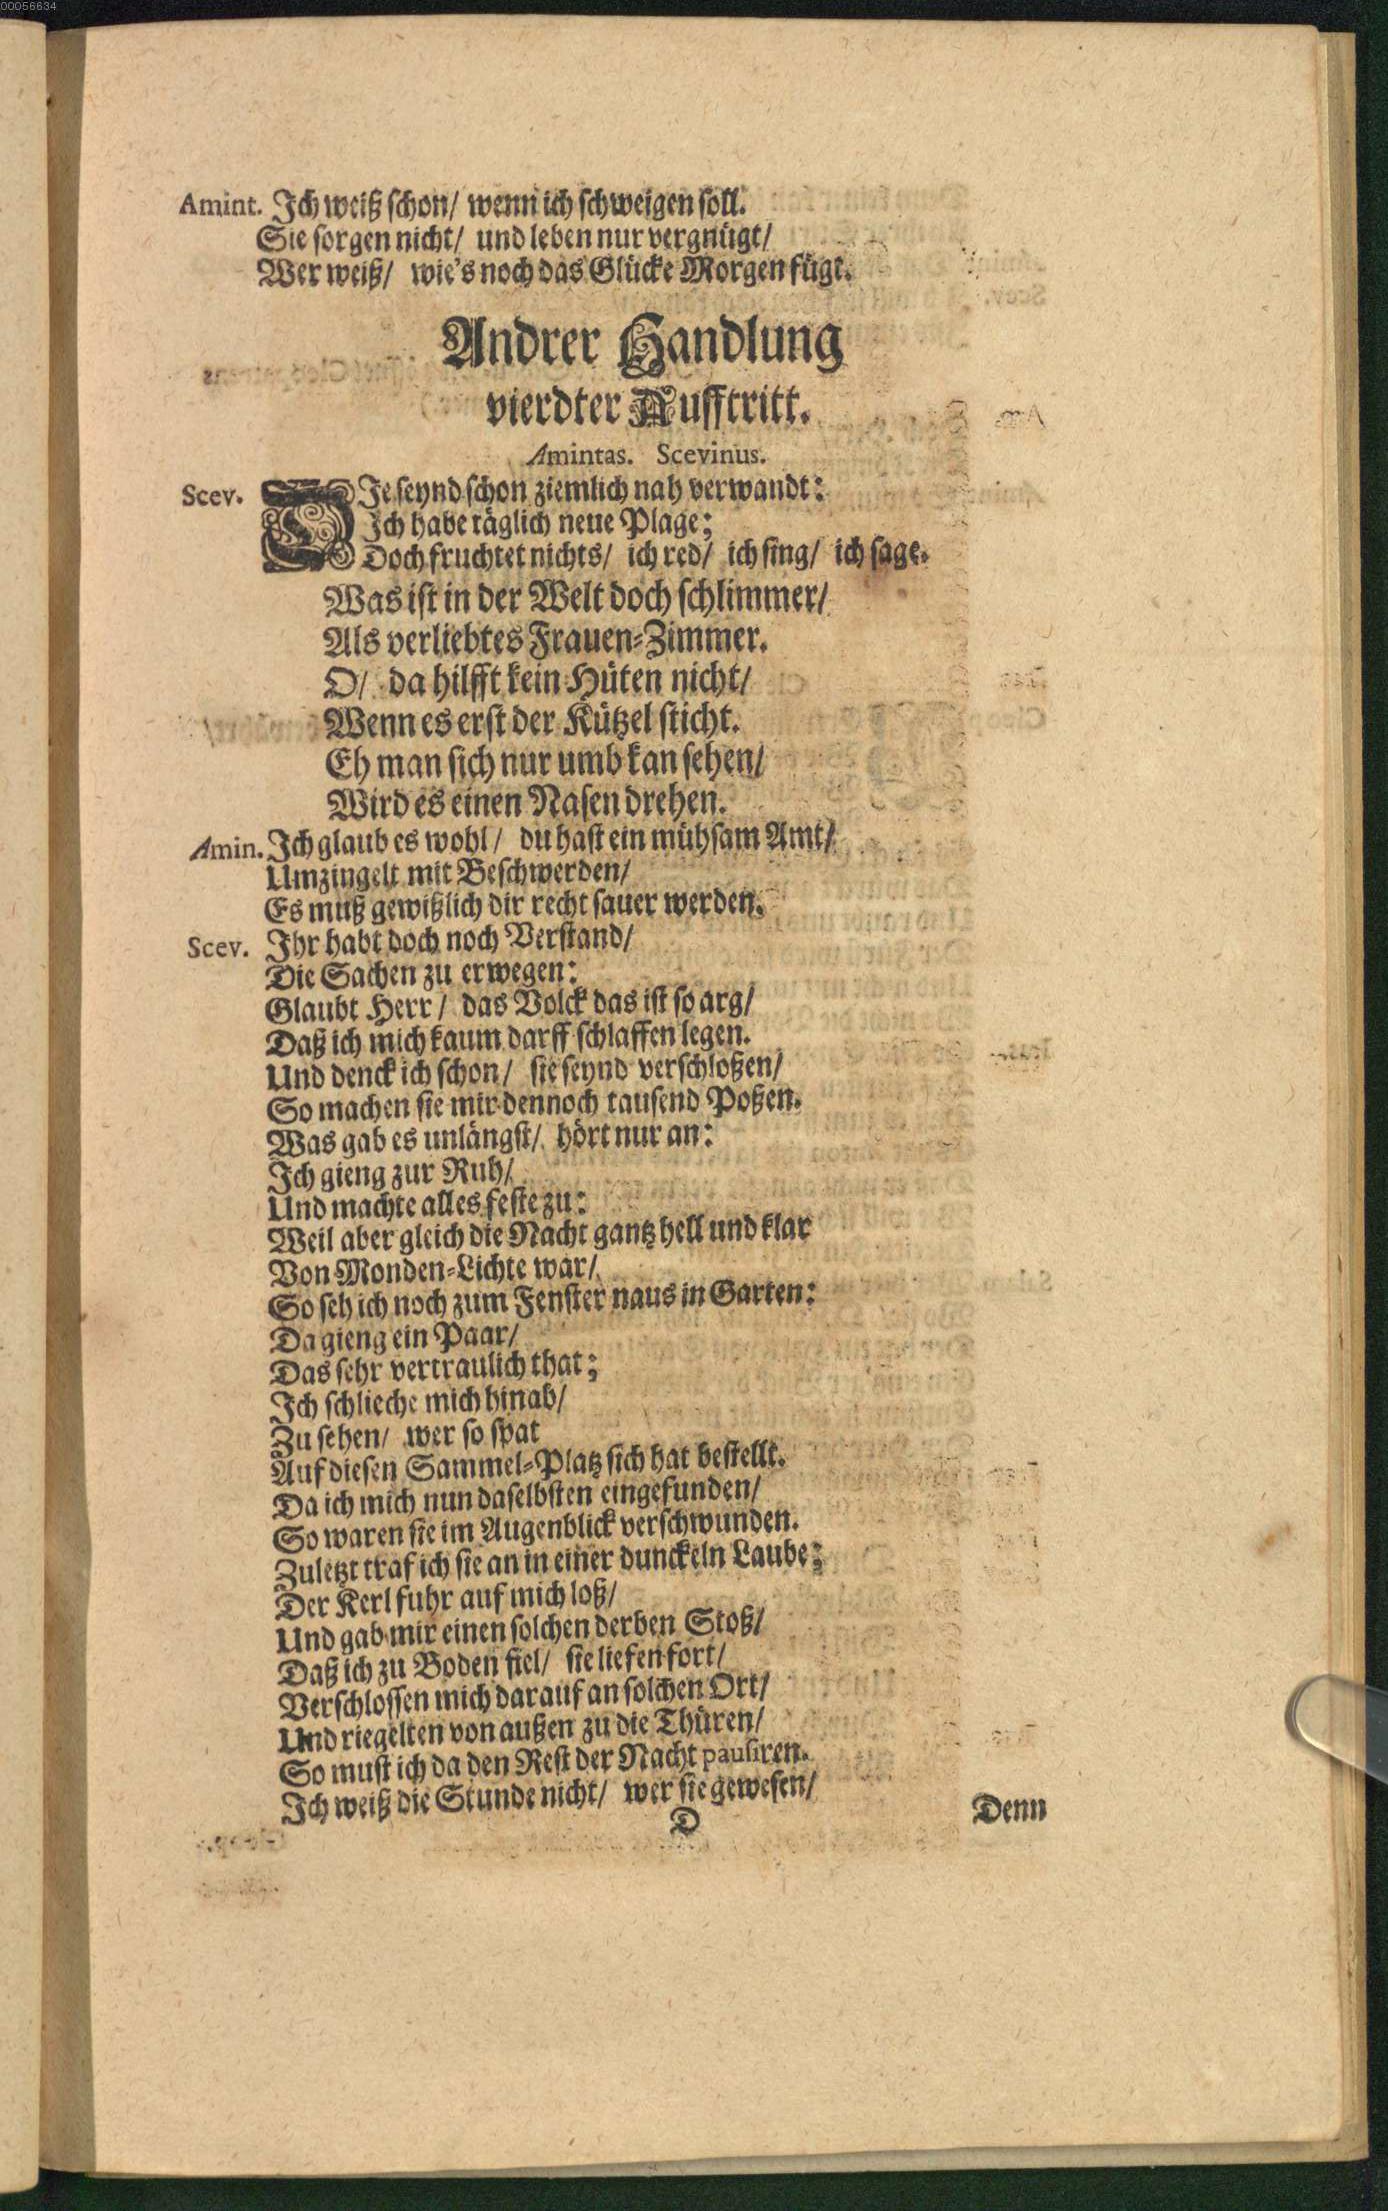 00056634
Amint. Ich weiß schon/ wenn ich schweigen soll.
Sie sorgen nicht/ und leben nur vergnügt/
Wer weiß/ wie's noch das Glücke Morgen fügt.
Andrer Handlung
vierdter Aufftritt.
Amintas. Scevinus.
Scev. DIe seynd schon ziemlich nah verwandt:
Ich habe täglich neue Plage;
Doch fruchtet nichts/ ich red/ ich sing/ ich sage.
Was ist in der Welt doch schlimmer/
Als verliebtes Frauen-Zimmer.
O/ da hilfft kein Hüten nicht/
Wenn es erst der Kützel sticht.
Eh man sich nur umb kan sehen/
Wird es einen Nasen drehen.
Amin. Ich glaub es wohl/ du hast ein mühsam Amt/
Umzingelt mit Beschwerden/
Es muß gewißlich dir recht sauer werden.
Scev. Ihr habt doch noch Verstand/
Die Sachen zu erwegen:
Glaubt Herr/ das Volck das ist so arg/
Daß ich mich kaum darff schlaffen legen.
Und denck ich schon/ sie seynd verschloßen/
So machen sie mir dennoch tausend Poßen.
Was gab es unlängst/ hört nur an:
Ich gieng zur Ruh/
Und machte alles feste zu:
Weil aber gleich die Nacht gantz hell und klar
Von Monden-Lichte war/
So seh ich noch zum Fenster naus in Garten:
Da gieng ein Paar/
Das sehr vertraulich that;
Ich schlieche mich hinab/
Zu sehen/ wer so spat
Auf diesen Sammel-Platz sich hat bestellt.
Da ich mich nun daselbsten eingefunden/
So waren sie im Augenblick verschwunden.
Zuletzt traf ich sie an in einer dunckeln Laube;
Der Kerl fuhr auf mich loß/
Und gab mir einen solchen derben Stoß/
Daß ich zu Boden fiel/ sie liefen fort/
Verschlossen mich darauf an solchen Ort/
Und riegelten von außen zu die Thüren/
So must ich da den Rest der Nacht pausiren.
Ich weiß die Stunde nicht/ wer sie gewesen/
D Denn